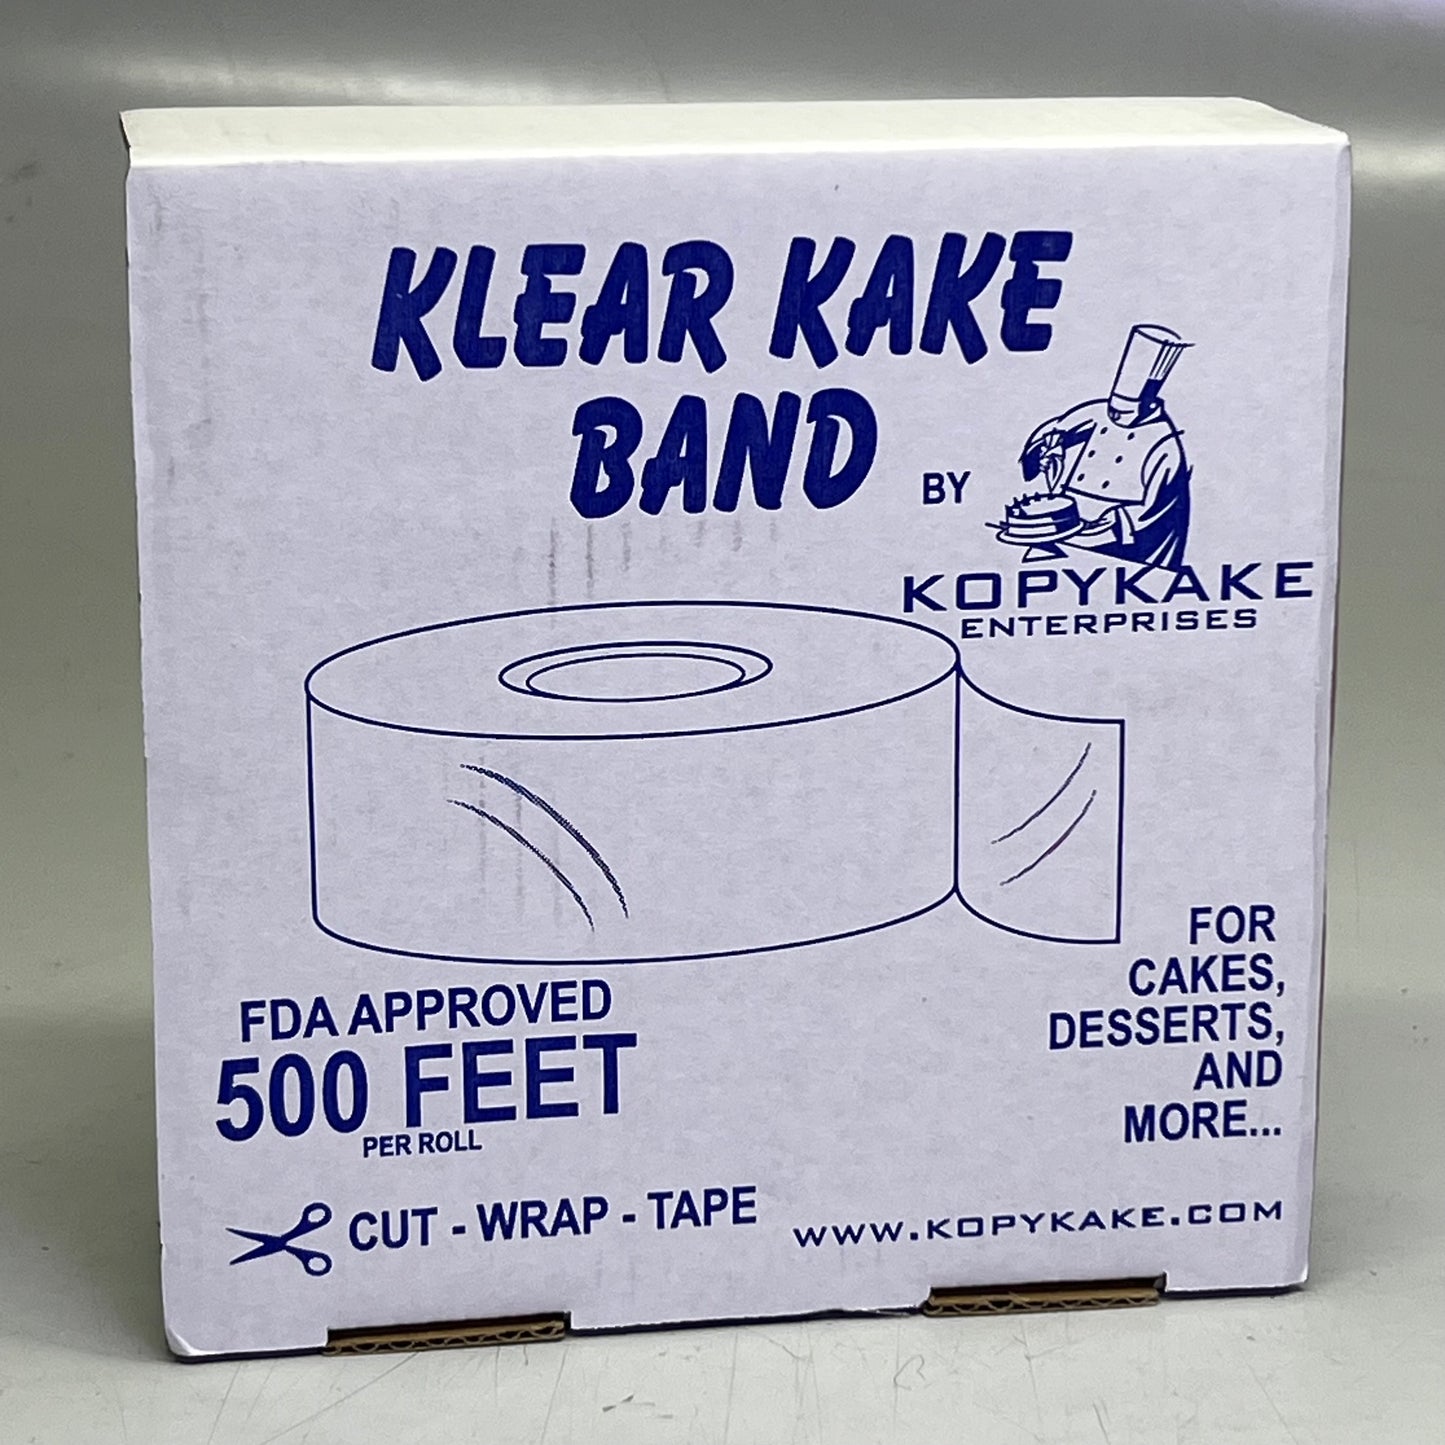 KLEAR KAKE
BAND
BY
KOPYKAKE
ENTERPRISES
FDA APPROVED
500 FEET
PER ROLL
FOR
CAKES,
DESSERTS,
AND
MORE...
CUT - WRAP - TAPE
WWW.KOPYKAKE.COM